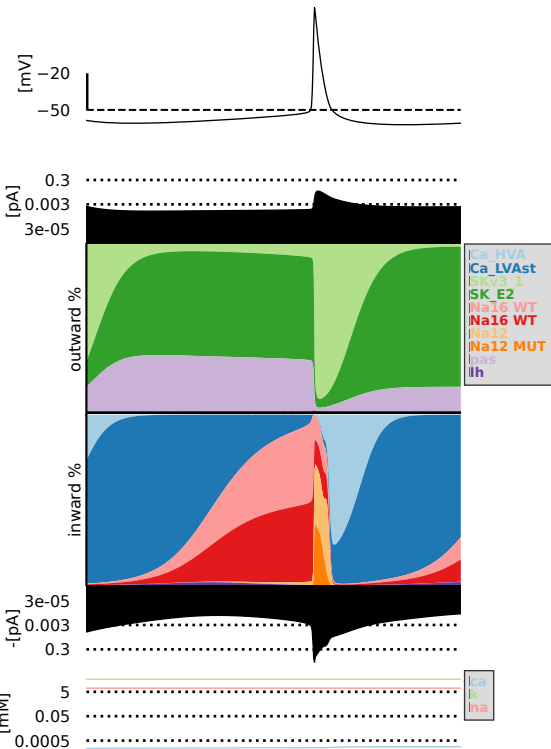 [mV]
−20
−50
[pA]
0.3
0.003
3e-05
outward %
Ca_HVA
Ca_LVAst
SKv3_1
SK_E2
Na16 WT
Na16 WT
Na12
Na12 MUT
pas
Ih
inward %
-[pA]
3e-05
0.003
0.3
[mM]
5
0.05
0.0005
ca
k
na